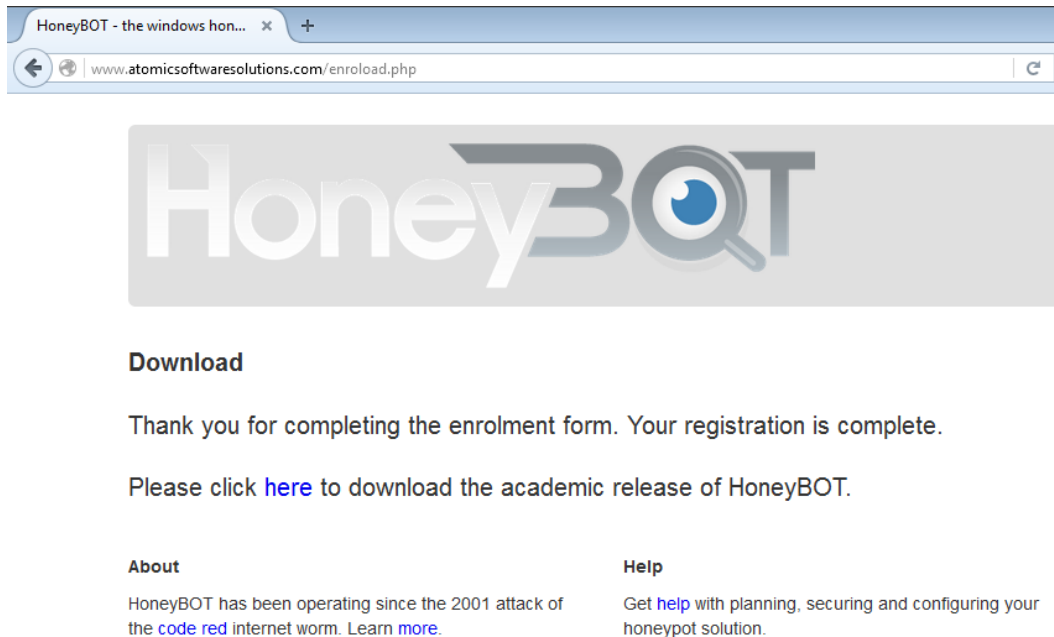 HoneyBOT - the windows hon...
www.atomicsoftwaresolutions.com/enroload.php
HoneyBOT
Download
Thank you for completing the enrolment form. Your registration is complete.
Please click here to download the academic release of HoneyBOT.
About
HoneyBOT has been operating since the 2001 attack of
the code red internet worm. Learn more.
Help
Get help with planning, securing and configuring your
honeypot solution.